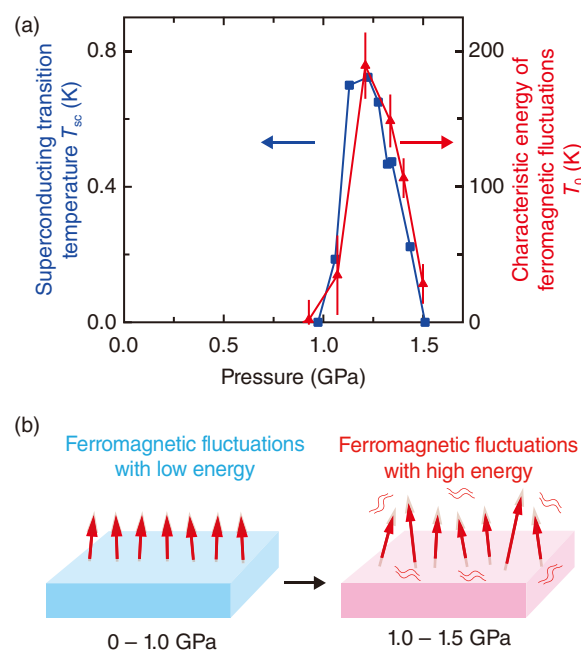 (a)
Superconducting transition
temperature Tsc (K)
0.8
0.4
0.0
200
100
0
Characteristic energy of
ferromagnetic fluctuations
T0 (K)
0.0
0.5
1.0
1.5
Pressure (GPa)
(b)
Ferromagnetic fluctuations
with low energy
Ferromagnetic fluctuations
with high energy
0 – 1.0 GPa
1.0 – 1.5 GPa